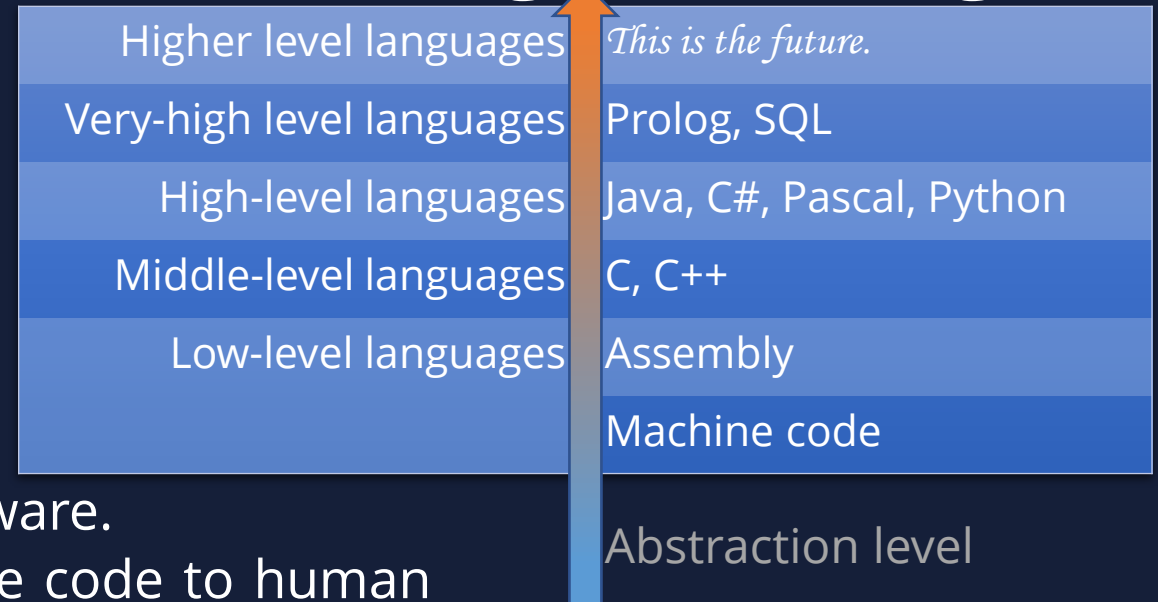 Higher level languages This is the future.
Very-high level languages Prolog, SQL
High-level languages Java, C#, Pascal, Python
Middle-level languages C, C++
Low-level languages Assembly
Machine code
ware.
Abstraction level
e code to human